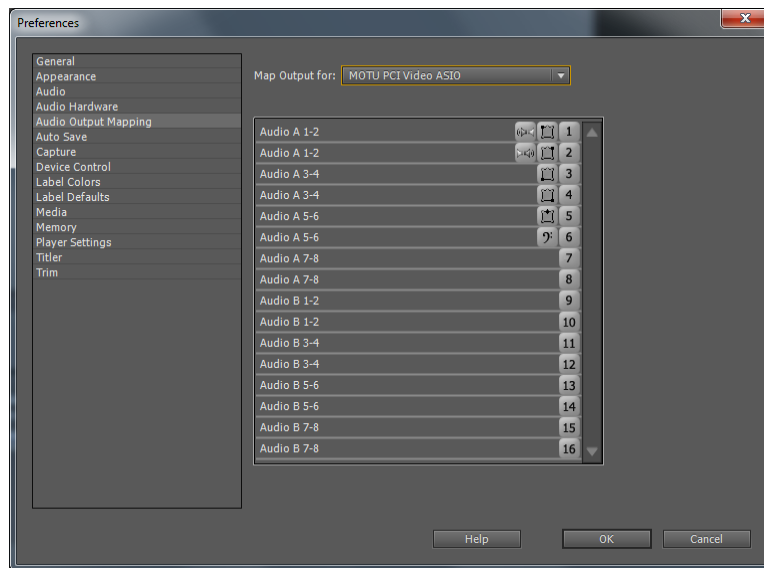 Preferences
General
Appearance
Audio
Audio Hardware
Audio Output Mapping
Auto Save
Capture
Device Control
Label Colors
Label Defaults
Media
Memory
Player Settings
Titler
Trim
Map Output for: MOTU PCI Video ASIO
Audio A 1-2 1
Audio A 1-2 2
Audio A 3-4 3
Audio A 3-4 4
Audio A 5-6 5
Audio A 5-6 6
Audio A 7-8 7
Audio A 7-8 8
Audio B 1-2 9
Audio B 1-2 10
Audio B 3-4 11
Audio B 3-4 12
Audio B 5-6 13
Audio B 5-6 14
Audio B 7-8 15
Audio B 7-8 16
Help OK Cancel